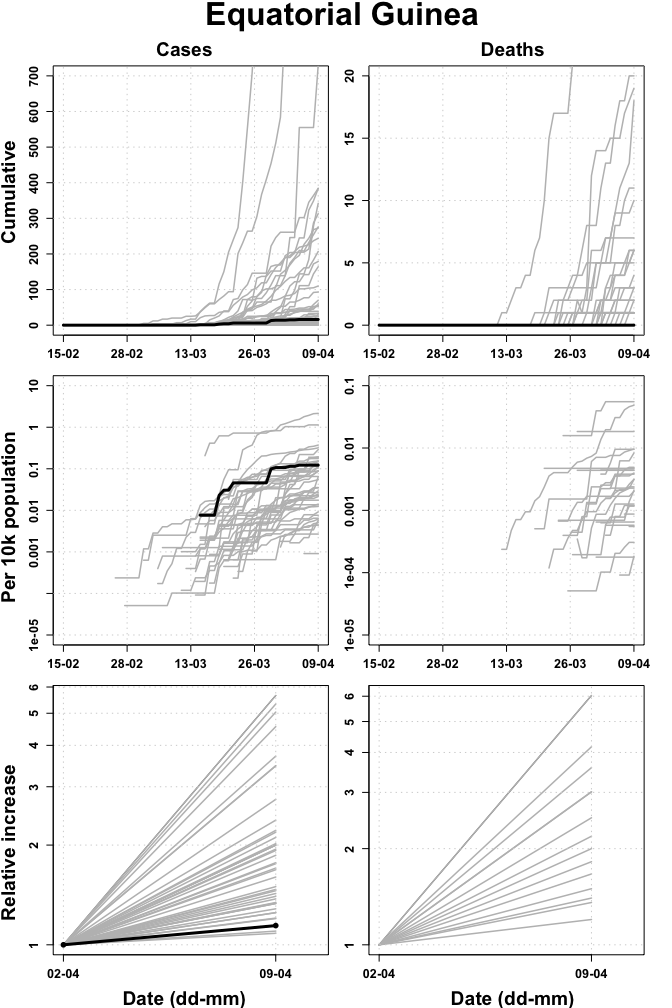 Equatorial Guinea
Cases
Deaths
Cumulative
700
600
500
400
300
200
100
0
15-02 28-02 13-03 26-03 09-04
20
15
10
5
0
15-02 28-02 13-03 26-03 09-04
Per 10k population
10
1
0.1
0.01
0.001
1e-05
15-02 28-02 13-03 26-03 09-04
0.1
0.01
0.001
1e-04
1e-05
15-02 28-02 13-03 26-03 09-04
Relative increase
6
5
4
3
2
1
02-04 09-04
Date (dd-mm)
6
5
4
3
2
1
02-04 09-04
Date (dd-mm)